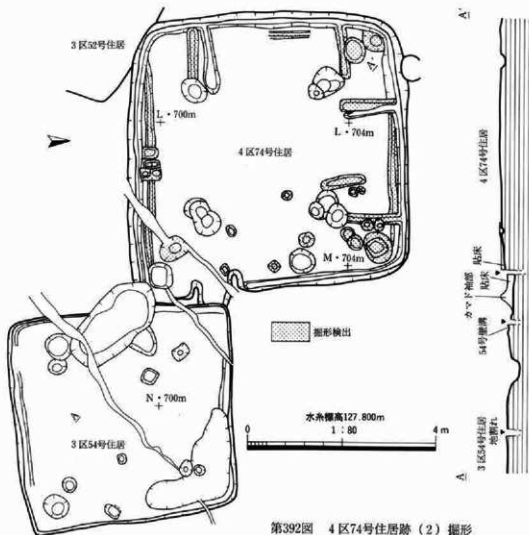 3区52号住居
A'
L・700m
L・704m
4区74号住居
M・704m
掘形検出
N・700m
3区54号住居
A
水糸標高127.800m
0
1:80
4m
A'
4区74号住居
貼床
貼床
カマド袖部
54号壁溝
3区54号住居
地割れ
A
第392図 4区74号住居跡(2)掘形